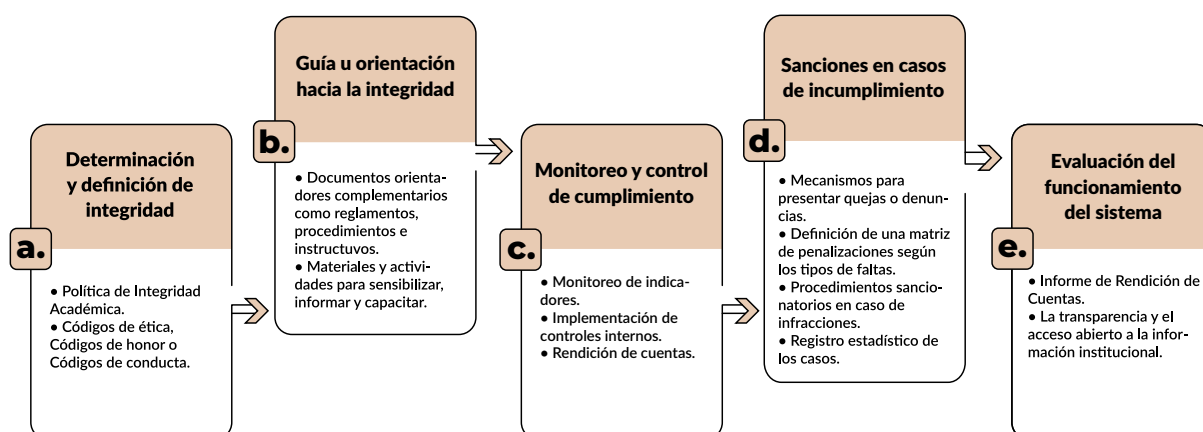 a.
Determinación
y definición de
integridad
• Política de Integridad
Académica.
• Códigos de ética,
Códigos de honor o
Códigos de conducta.
b.
Guía u orientación
hacia la integridad
• Documentos orienta-
dores complementarios
como reglamentos,
procedimientos e
instructivos.
• Materiales y activi-
dades para sensibilizar,
informar y capacitar.
c.
Monitoreo y control
de cumplimiento
• Monitoreo de indica-
dores.
• Implementación de
controles internos.
• Rendición de cuentas.
d.
Sanciones en casos
de incumplimiento
• Mecanismos para
presentar quejas o denun-
cias.
• Definición de una matriz
de penalizaciones según
los tipos de faltas.
• Procedimientos sancio-
natorios en caso de
infracciones.
• Registro estadístico de
los casos.
e.
Evaluación del
funcionamiento
del sistema
• Informe de Rendición de
Cuentas.
• La transparencia y el
acceso abierto a la infor-
mación institucional.